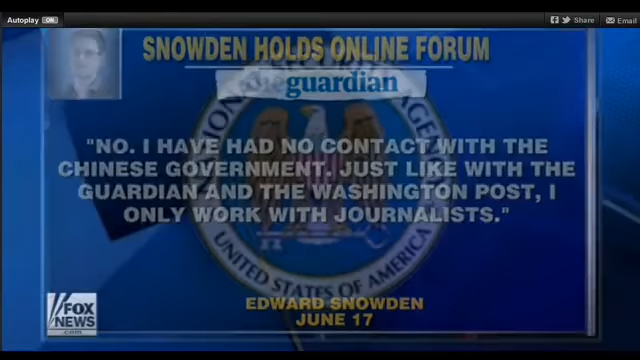 Autoplay ON Share Email
SNOWDEN HOLDS ONLINE FORUM
theguardian
"NO. I HAVE HAD NO CONTACT WITH THE
CHINESE GOVERNMENT. JUST LIKE WITH THE
GUARDIAN AND THE WASHINGTON POST, I
ONLY WORK WITH JOURNALISTS."
UNITED STATES OF AMERICA
EDWARD SNOWDEN
JUNE 17
FOX
NEWS
.com